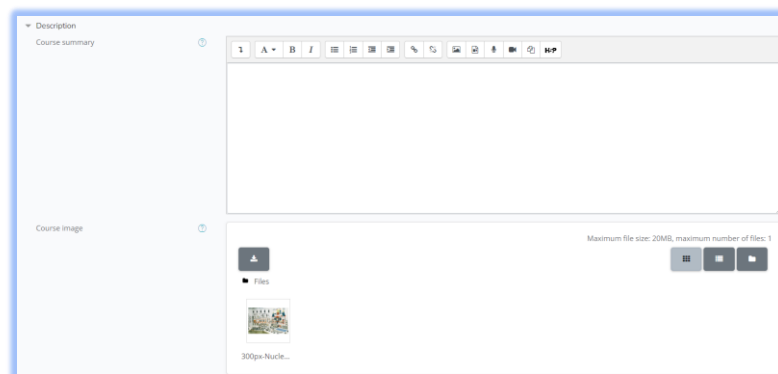 Description
Course summary
A B I H-P
Course image
Maximum file size: 20MB, maximum number of files: 1
Files
300px-Nucle...